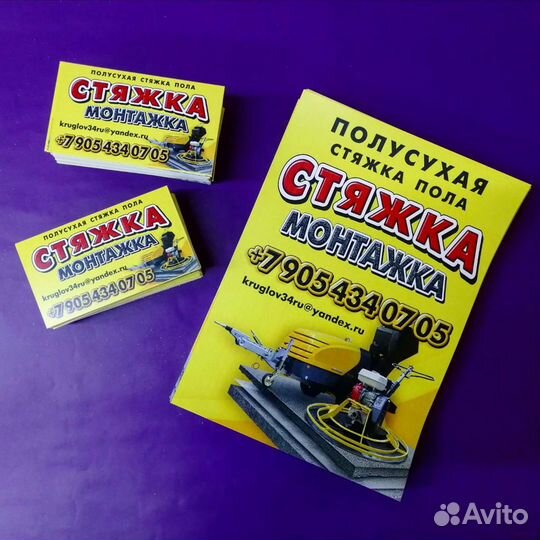 ПОЛУСУХАЯ СТЯЖКА ПОЛА
СТЯЖКА
МОНТАЖКА
kruglov34ru@yandex.ru
+7 905 434 07 05
ПОЛУСУХАЯ СТЯЖКА ПОЛА
СТЯЖКА
МОНТАЖКА
kruglov34ru@yandex.ru
+7 905 434 07 05
ПОЛУСУХАЯ
СТЯЖКА ПОЛА
СТЯЖКА
МОНТАЖКА
+7 905 434 07 05
kruglov34ru@yandex.ru
Avito